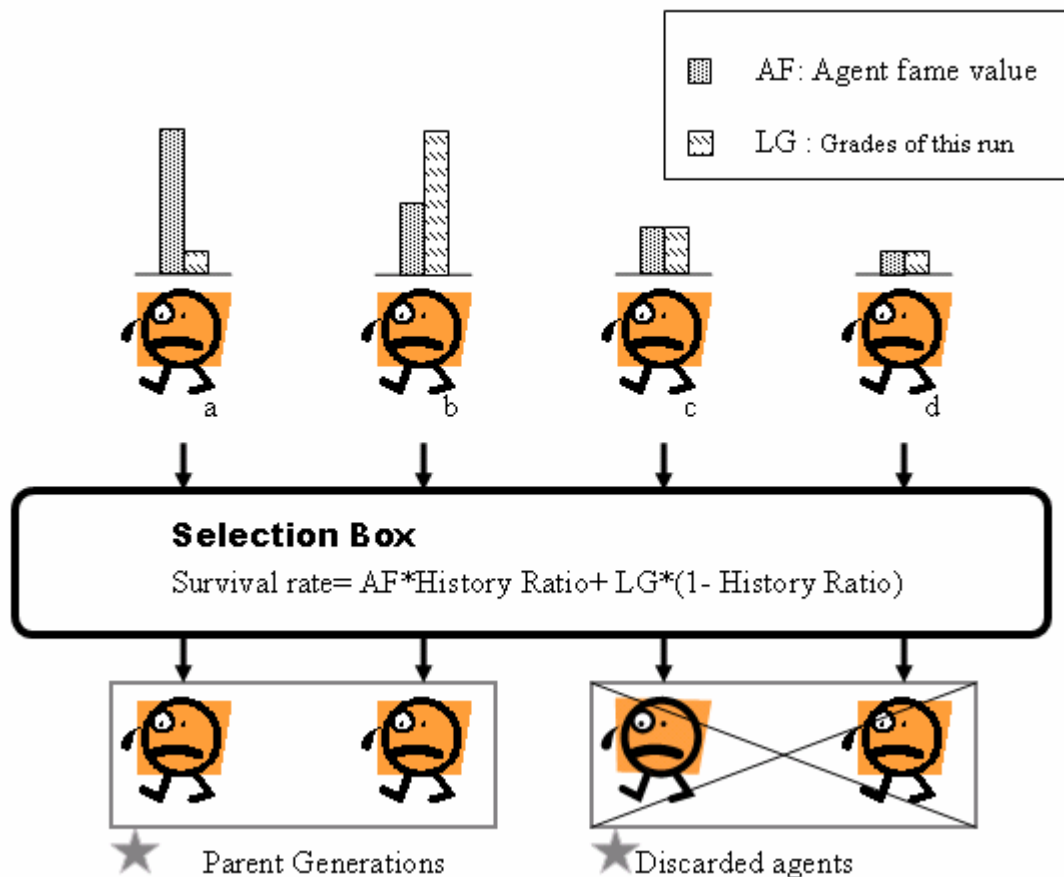 AF: Agent fame value
LG : Grades of this run
a
b
c
d
Selection Box
Survival rate= AF*History Ratio+ LG*(1- History Ratio)
Parent Generations
Discarded agents